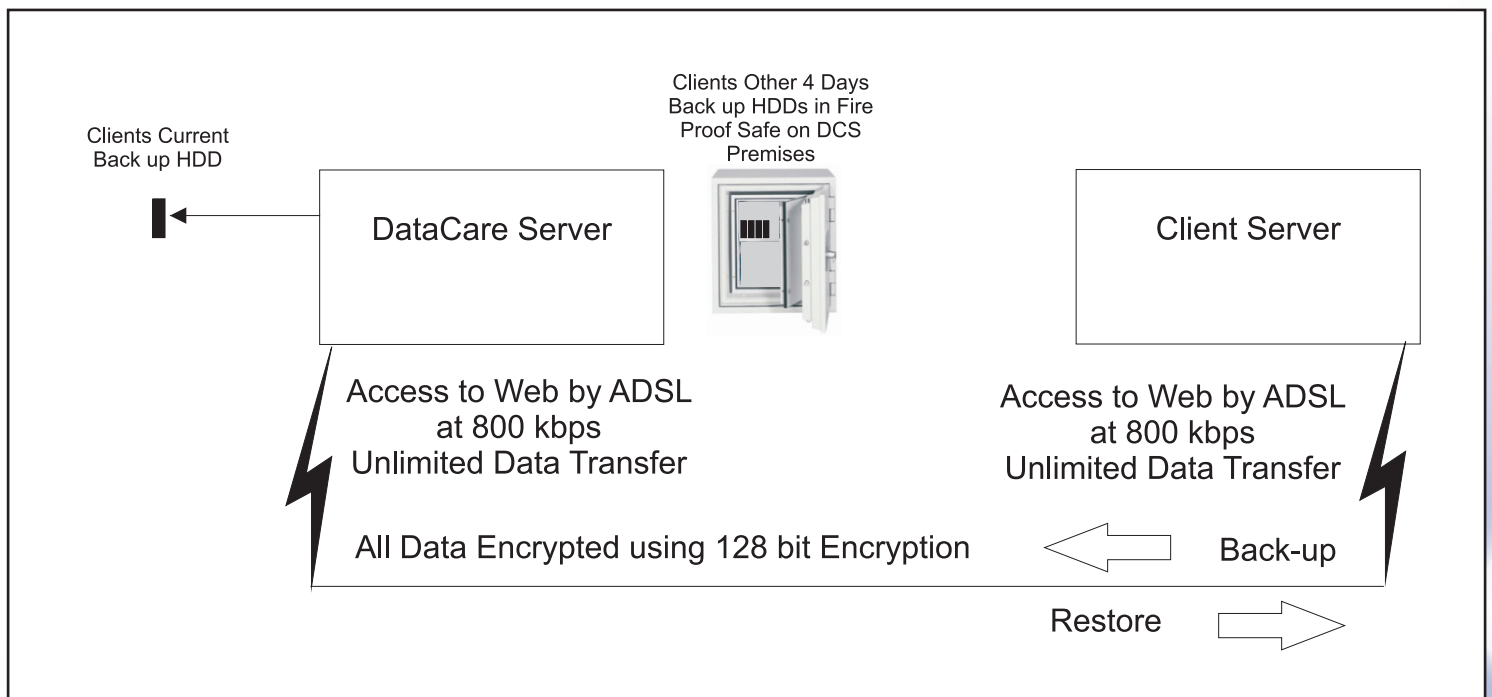 Clients Current
Back up HDD
DataCare Server
Clients Other 4 Days
Back up HDDs in Fire
Proof Safe on DCS
Premises
Client Server
Access to Web by ADSL
at 800 kbps
Unlimited Data Transfer
Access to Web by ADSL
at 800 kbps
Unlimited Data Transfer
All Data Encrypted using 128 bit Encryption
Back-up
Restore